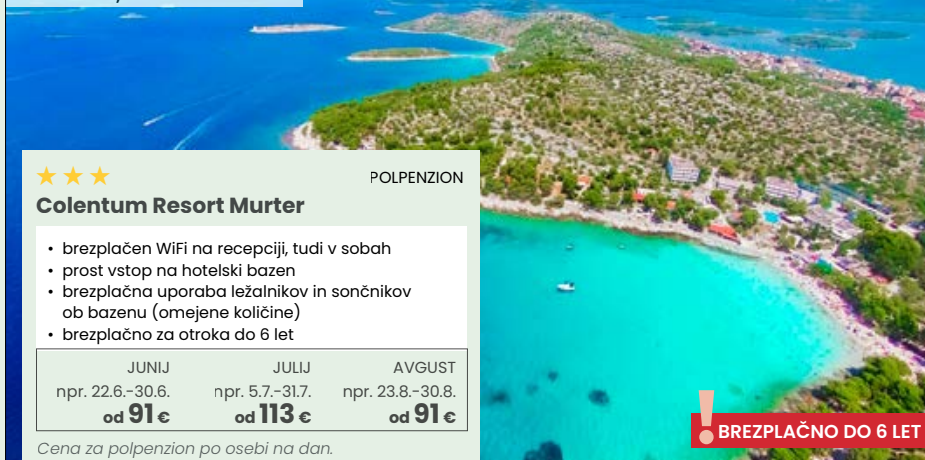 POLPENZION
Colentum Resort Murter
• brezplačen WiFi na recepciji, tudi v sobah
• prost vstop na hotelski bazen
• brezplačna uporaba ležalnikov in sončnikov
ob bazenu (omejene količine)
• brezplačno za otroka do 6 let
JUNIJ JULIJ AVGUST
npr. 22.6.-30.6. npr. 5.7.-31.7. npr. 23.8.-30.8.
od 91 € od 113 € od 91 €
Cena za polpenzion po osebi na dan.
! BREZPLAČNO DO 6 LET